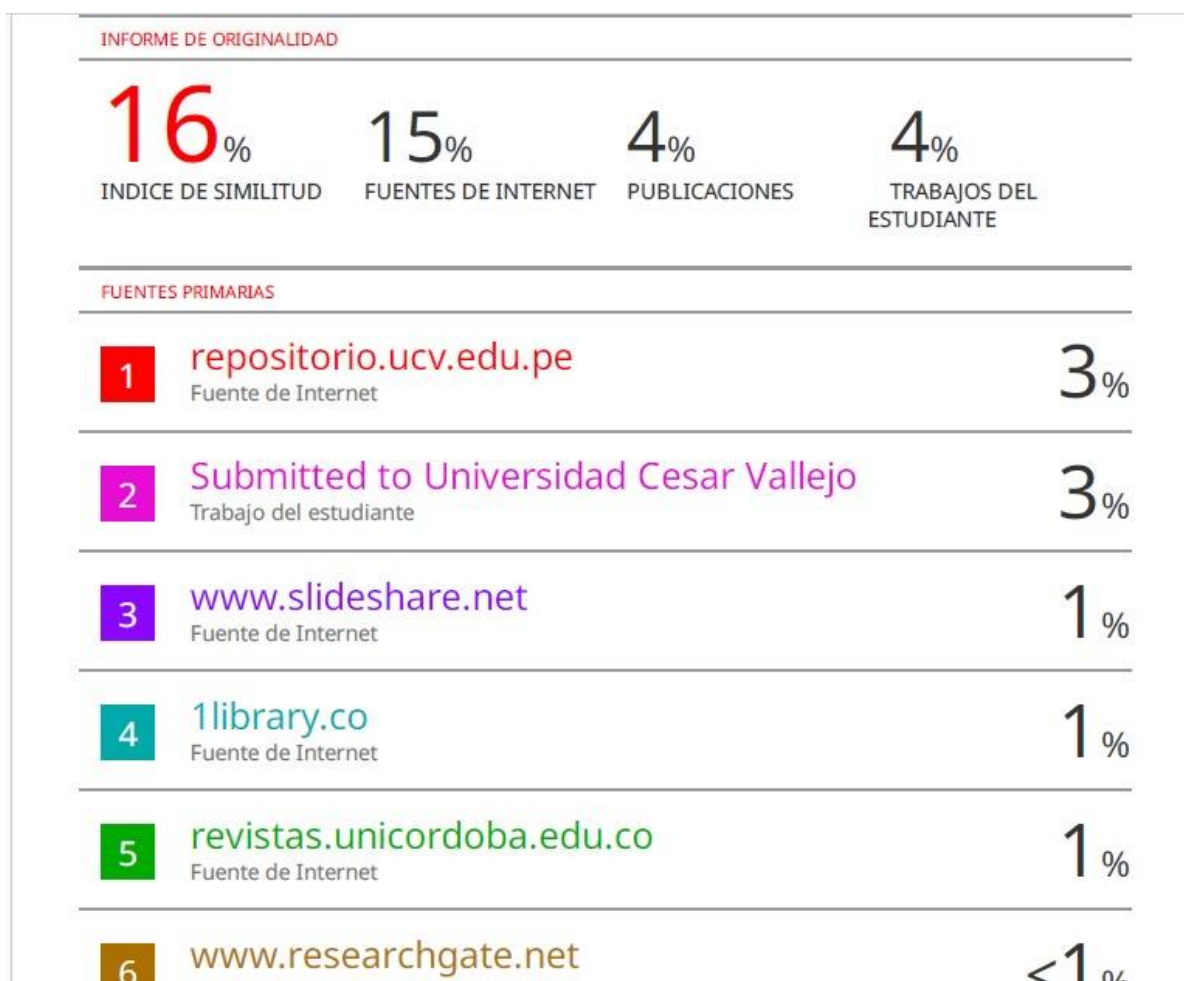 INFORME DE ORIGINALIDAD
16%
15%
4%
4%
INDICE DE SIMILITUD
FUENTES DE INTERNET
PUBLICACIONES
TRABAJOS DEL
ESTUDIANTE
FUENTES PRIMARIAS
1
repositorio.ucv.edu.pe
Fuente de Internet
3%
2
Submitted to Universidad Cesar Vallejo
Trabajo del estudiante
3%
3
www.slideshare.net
Fuente de Internet
1%
4
1library.co
Fuente de Internet
1%
5
revistas.unicordoba.edu.co
Fuente de Internet
1%
6
www.researchgate.net
<1%